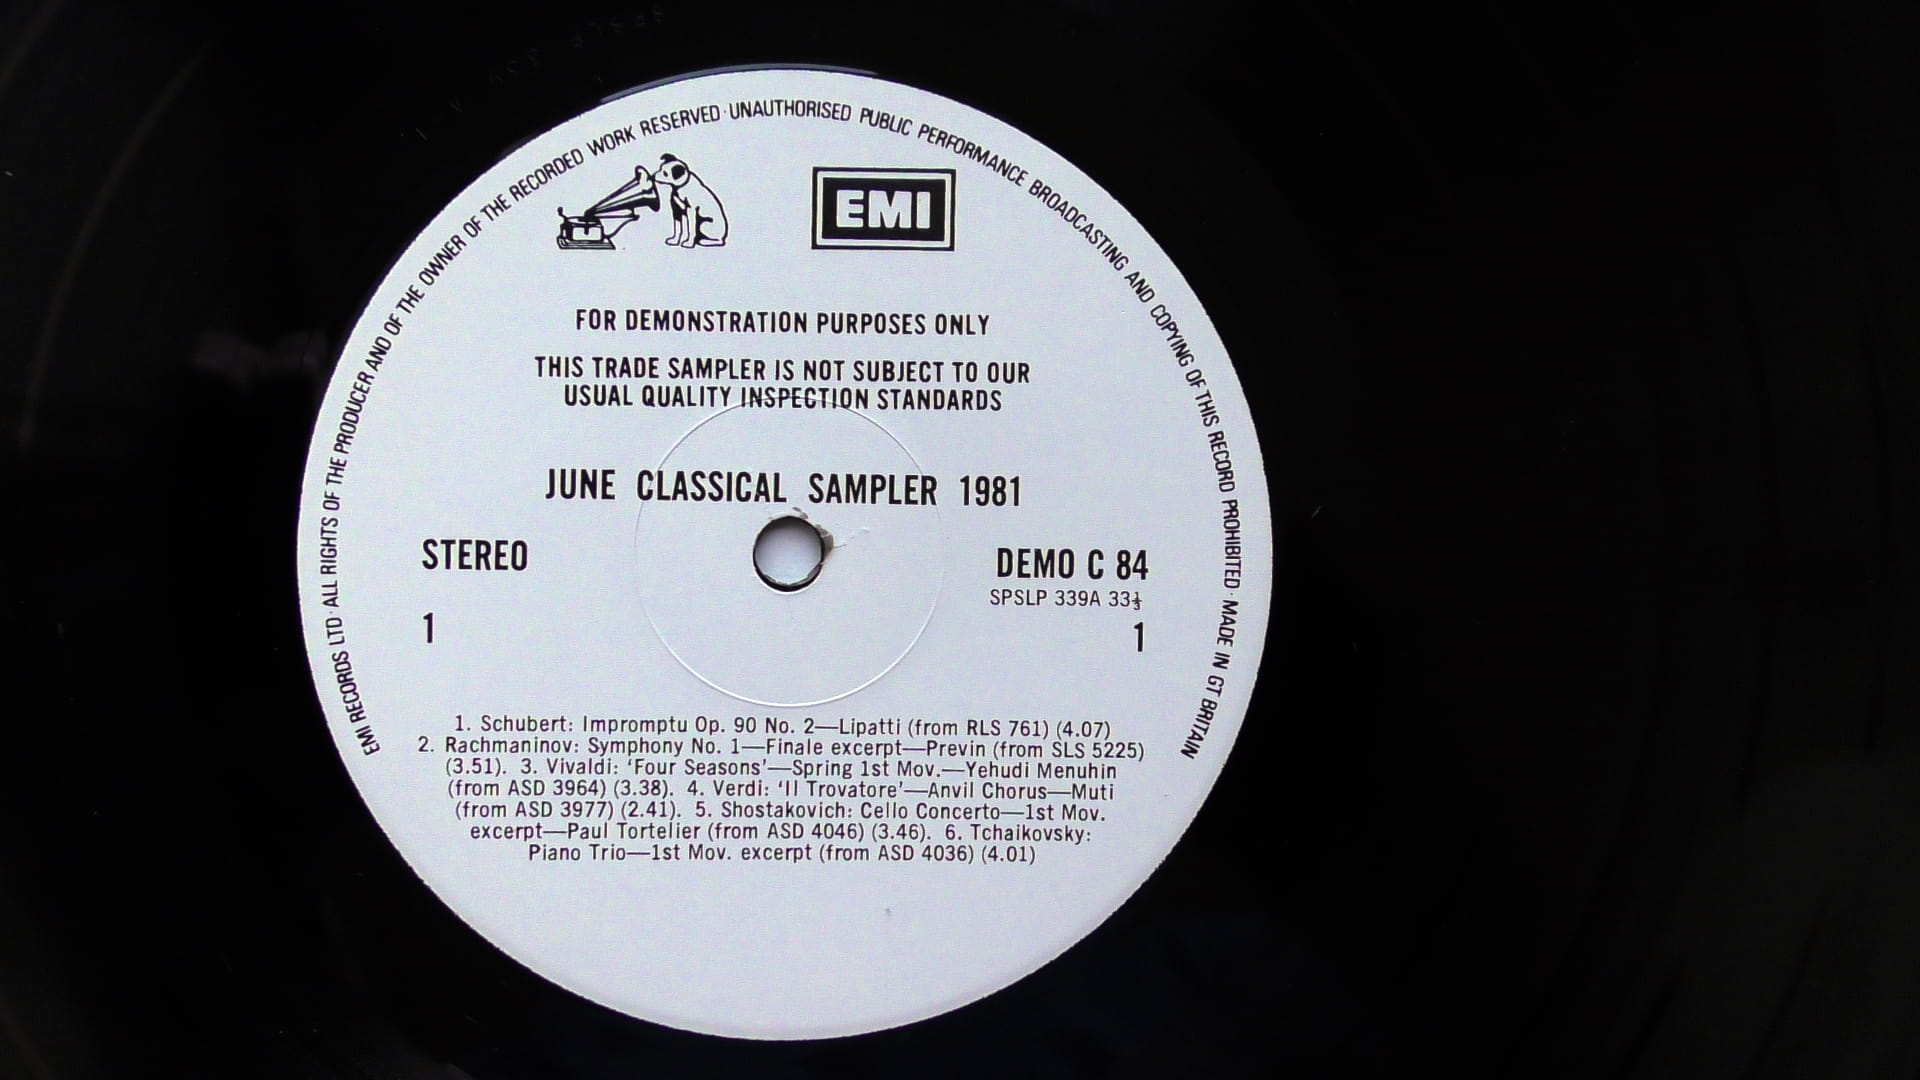 EMI RECORDS LTD · ALL RIGHTS OF THE PRODUCER AND OF THE OWNER OF THE RECORDED WORK RESERVED · UNAUTHORISED PUBLIC PERFORMANCE BROADCASTING AND COPYING OF THIS RECORD PROHIBITED · MADE IN GT BRITAIN
EMI
FOR DEMONSTRATION PURPOSES ONLY
THIS TRADE SAMPLER IS NOT SUBJECT TO OUR
USUAL QUALITY INSPECTION STANDARDS
JUNE CLASSICAL SAMPLER 1981
STEREO
DEMO C 84
SPSLP 339A 33⅓
1
1
1. Schubert: Impromptu Op. 90 No. 2—Lipatti (from RLS 761) (4.07)
2. Rachmaninov: Symphony No. 1—Finale excerpt—Previn (from SLS 5225)
(3.51). 3. Vivaldi: 'Four Seasons'—Spring 1st Mov.—Yehudi Menuhin
(from ASD 3964) (3.38). 4. Verdi: 'Il Trovatore'—Anvil Chorus—Muti
(from ASD 3977) (2.41). 5. Shostakovich: Cello Concerto—1st Mov.
excerpt—Paul Tortelier (from ASD 4046) (3.46). 6. Tchaikovsky:
Piano Trio—1st Mov. excerpt (from ASD 4036) (4.01)